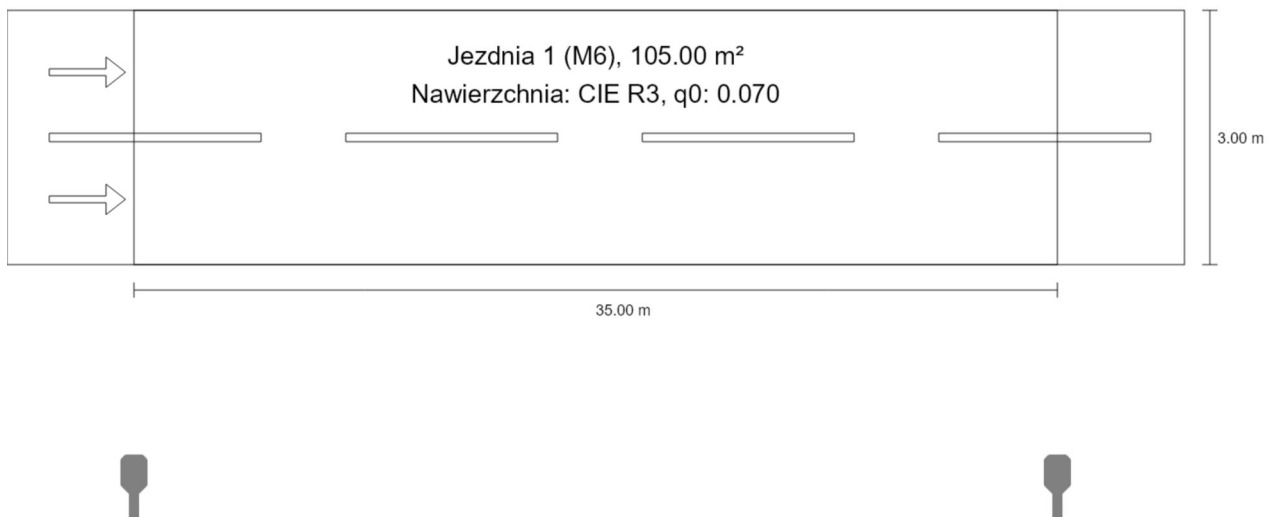 Jezdnia 1 (M6), 105.00 m²
Nawierzchnia: CIE R3, q0: 0.070
3.00 m
35.00 m